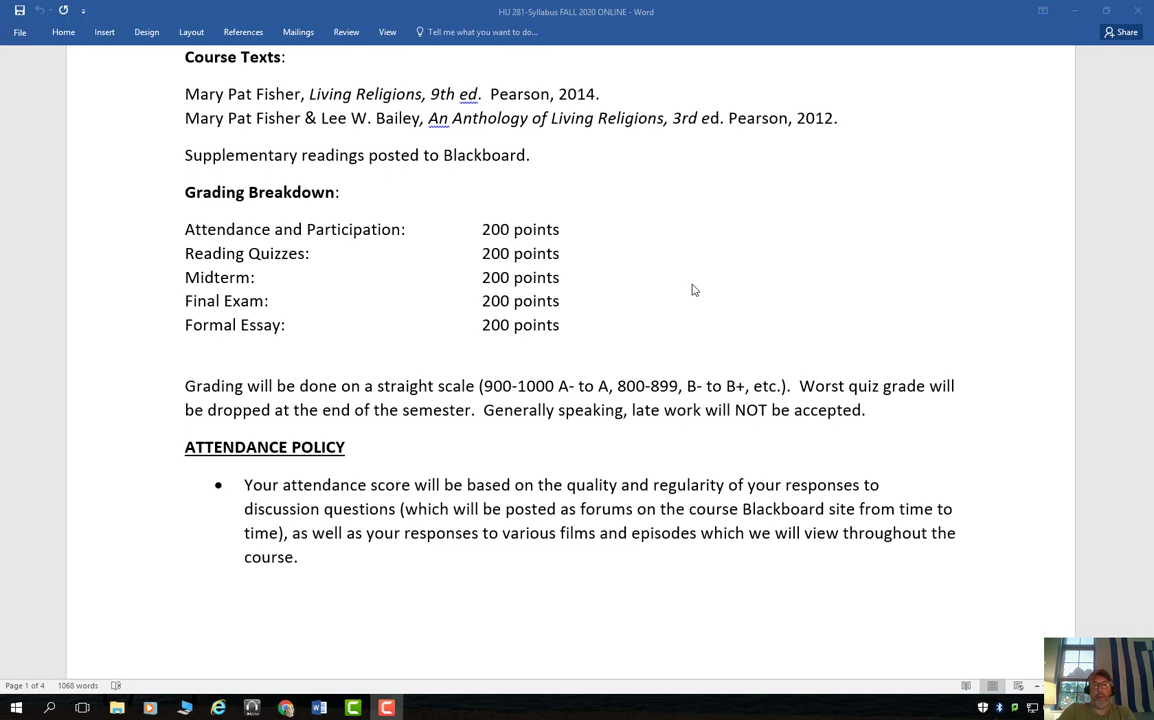 HU 281-Syllabus FALL 2020 ONLINE - Word
File Home Insert Design Layout References Mailings Review View Tell me what you want to do... Share
Course Texts:
Mary Pat Fisher, Living Religions, 9th ed. Pearson, 2014.
Mary Pat Fisher & Lee W. Bailey, An Anthology of Living Religions, 3rd ed. Pearson, 2012.
Supplementary readings posted to Blackboard.
Grading Breakdown:
Attendance and Participation: 200 points
Reading Quizzes: 200 points
Midterm: 200 points
Final Exam: 200 points
Formal Essay: 200 points
Grading will be done on a straight scale (900-1000 A- to A, 800-899, B- to B+, etc.). Worst quiz grade will
be dropped at the end of the semester. Generally speaking, late work will NOT be accepted.
ATTENDANCE POLICY
• Your attendance score will be based on the quality and regularity of your responses to
discussion questions (which will be posted as forums on the course Blackboard site from time to
time), as well as your responses to various films and episodes which we will view throughout the
course.
Page 1 of 4 1068 words